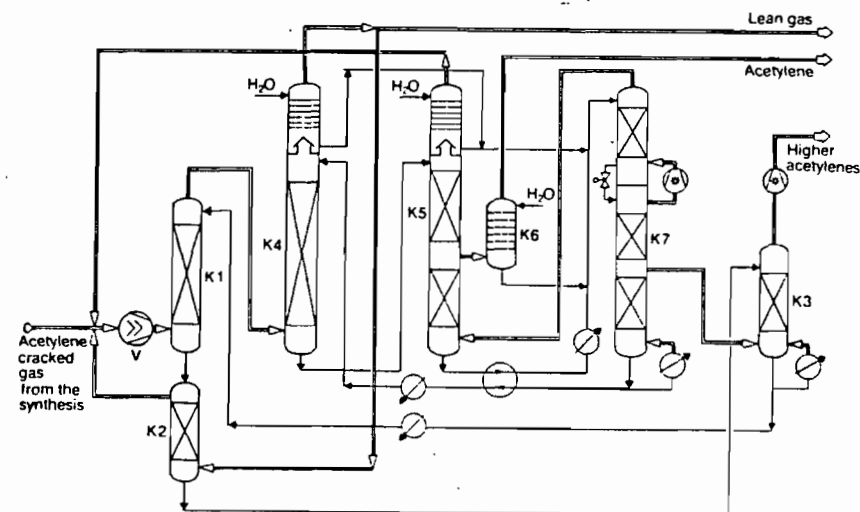 Lean gas
Acetylene
H₂O
H₂O
Higher
acetylenes
H₂O
K5
K6
K4
K7
K1
K3
Acetylene
cracked
gas
from the
synthesis
V
K2